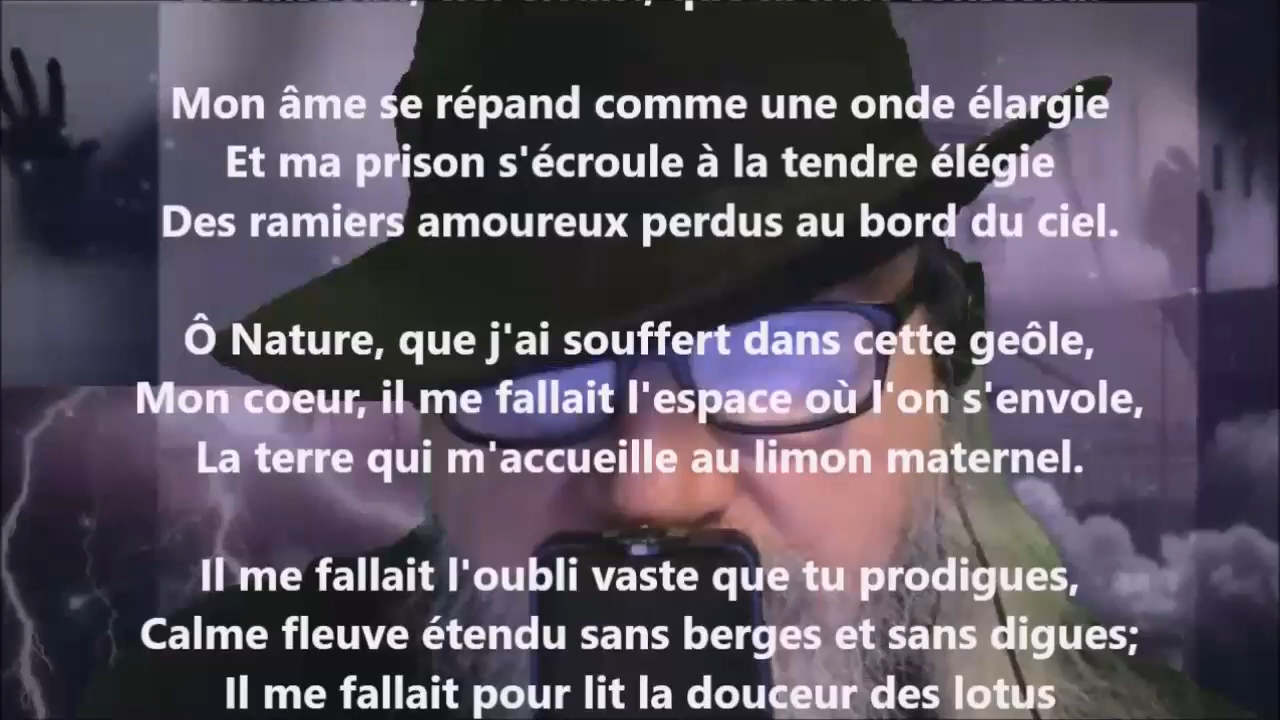 Mon âme se répand comme une onde élargie
Et ma prison s'écroule à la tendre élégie
Des ramiers amoureux perdus au bord du ciel.
Ô Nature, que j'ai souffert dans cette geôle,
Mon coeur, il me fallait l'espace où l'on s'envole,
La terre qui m'accueille au limon maternel.
Il me fallait l'oubli vaste que tu prodigues,
Calme fleuve étendu sans berges et sans digues;
Il me fallait pour lit la douceur des lotus